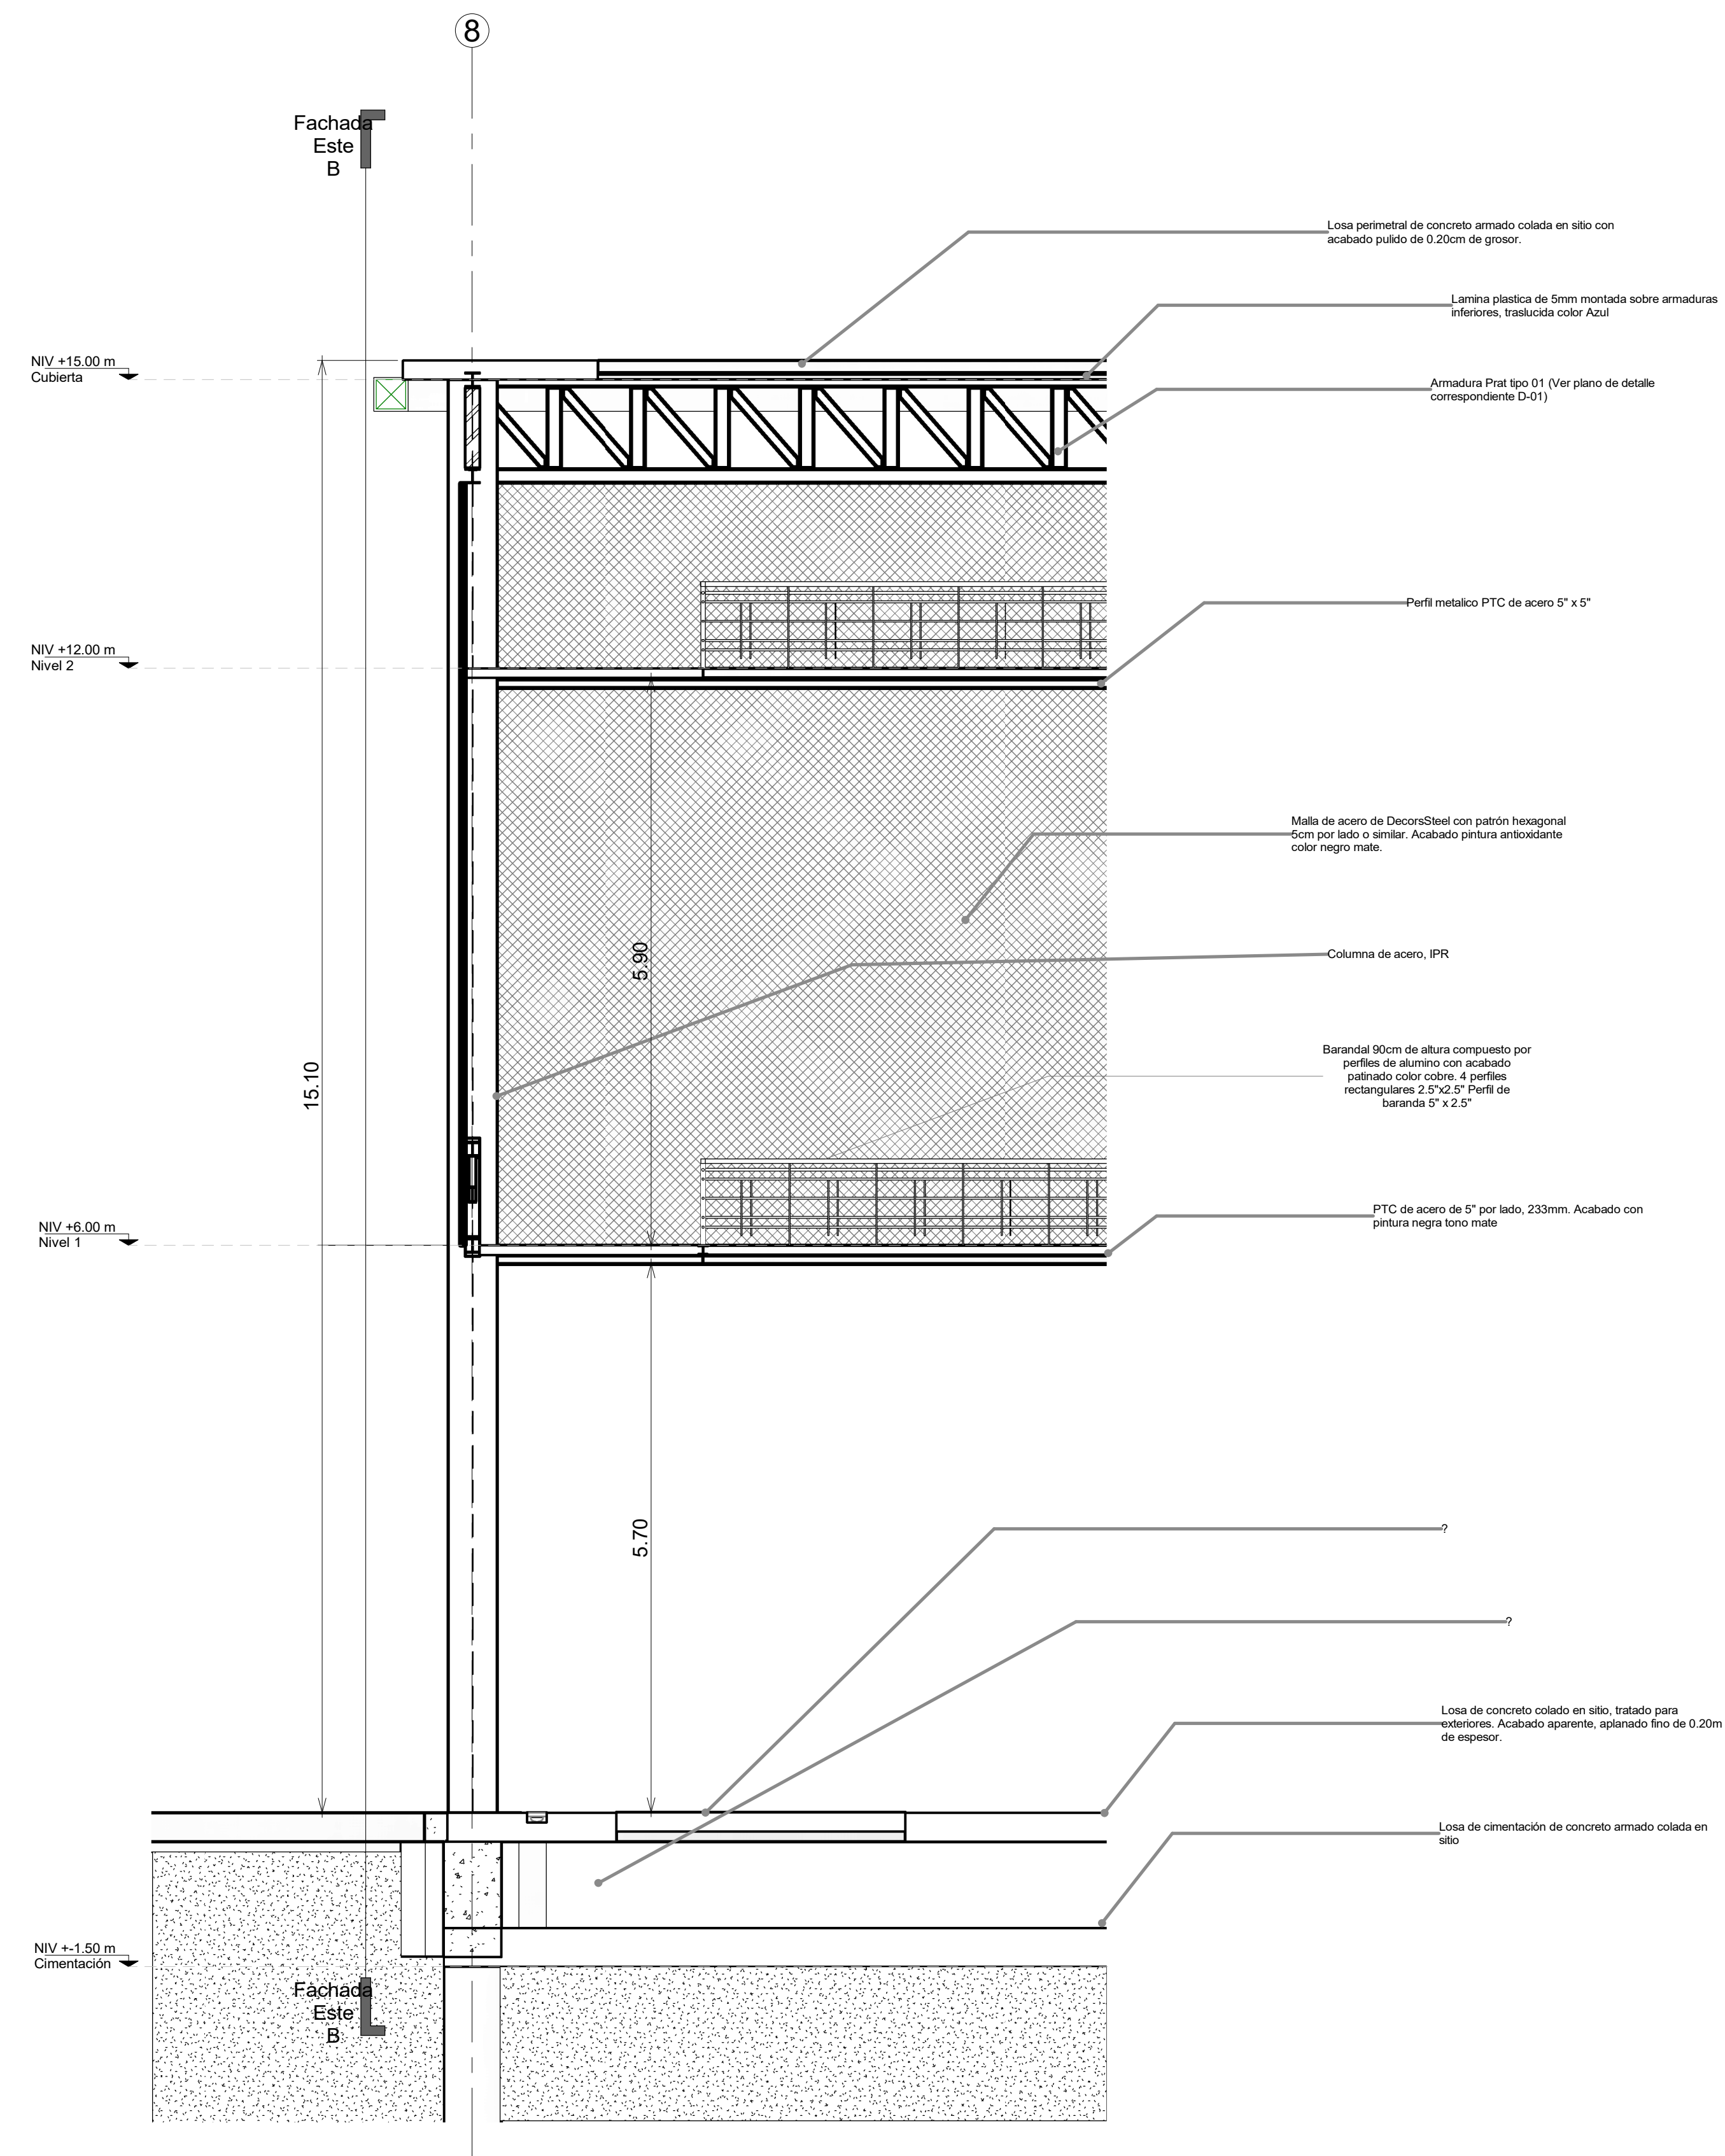 8
Fachada
Este
B
Losa perimetral de concreto armado colada en sitio con
acabado pulido de 0.20cm de grosor.
Lamina plastica de 5mm montada sobre armaduras
inferiores, traslucida color Azul
NIV +15.00 m
Cubierta
Armadura Prat tipo 01 (Ver plano de detalle
correspondiente D-01)
Perfil metalico PTC de acero 5" x 5"
NIV +12.00 m
Nivel 2
Malla de acero de DecorsSteel con patrón hexagonal
5cm por lado o similar. Acabado pintura antioxidante
color negro mate.
5.90
Columna de acero, IPR
15.10
Barandal 90cm de altura compuesto por
perfiles de alumino con acabado
patinado color cobre. 4 perfiles
rectangulares 2.5"x2.5" Perfil de
baranda 5" x 2.5"
PTC de acero de 5" por lado, 233mm. Acabado con
pintura negra tono mate
NIV +6.00 m
Nivel 1
5.70
?
?
Losa de concreto colado en sitio, tratado para
exteriores. Acabado aparente, aplanado fino de 0.20m
de espesor.
Losa de cimentación de concreto armado colada en
sitio
NIV +-1.50 m
Cimentación
Fachada
Este
B